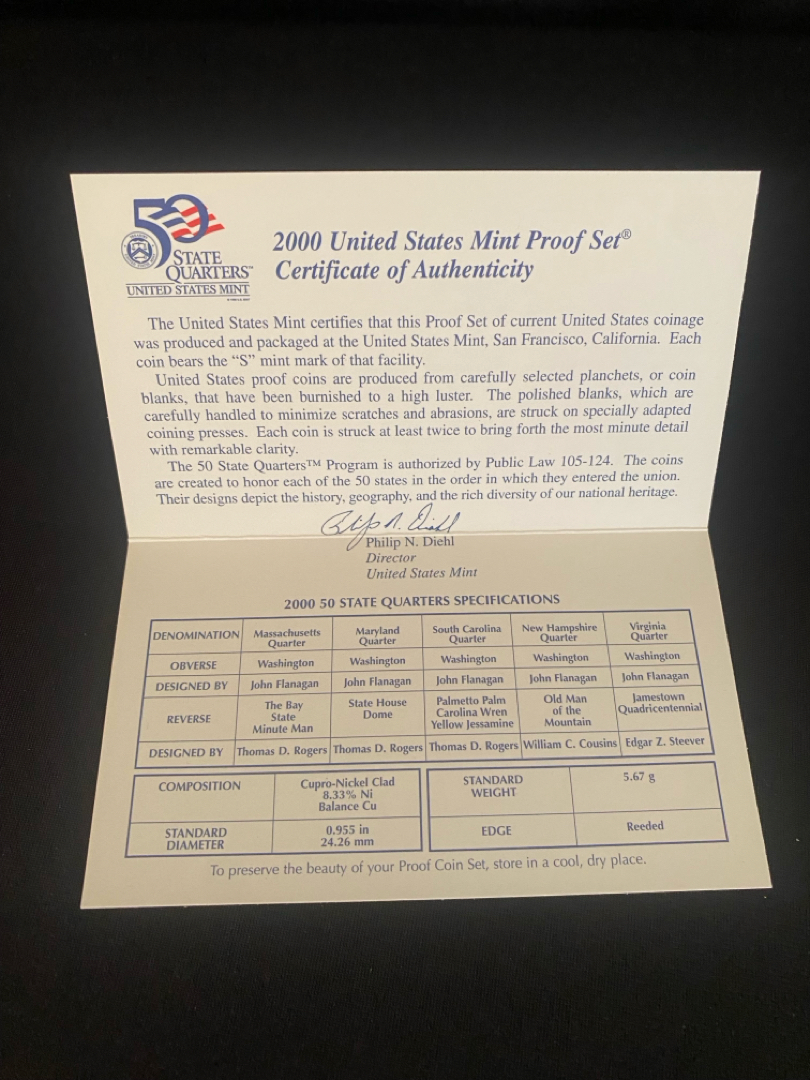 50
STATE
QUARTERS™
UNITED STATES MINT
2000 United States Mint Proof Set®
Certificate of Authenticity
The United States Mint certifies that this Proof Set of current United States coinage
was produced and packaged at the United States Mint, San Francisco, California. Each
coin bears the “S” mint mark of that facility.
United States proof coins are produced from carefully selected planchets, or coin
blanks, that have been burnished to a high luster. The polished blanks, which are
carefully handled to minimize scratches and abrasions, are struck on specially adapted
coining presses. Each coin is struck at least twice to bring forth the most minute detail
with remarkable clarity.
The 50 State Quarters™ Program is authorized by Public Law 105-124. The coins
are created to honor each of the 50 states in the order in which they entered the union.
Their designs depict the history, geography, and the rich diversity of our national heritage.
Philip N. Diehl
Philip N. Diehl
Director
United States Mint
2000 50 STATE QUARTERS SPECIFICATIONS
DENOMINATION Massachusetts Quarter Maryland Quarter South Carolina Quarter New Hampshire Quarter Virginia Quarter
OBVERSE Washington Washington Washington Washington Washington
DESIGNED BY John Flanagan John Flanagan John Flanagan John Flanagan John Flanagan
REVERSE The Bay State Minute Man State House Dome Palmetto Palm Carolina Wren Yellow Jessamine Old Man of the Mountain Jamestown Quadricentennial
DESIGNED BY Thomas D. Rogers Thomas D. Rogers Thomas D. Rogers William C. Cousins Edgar Z. Steever
COMPOSITION Cupro-Nickel Clad 8.33% Ni Balance Cu STANDARD WEIGHT 5.67 g
STANDARD DIAMETER 0.955 in 24.26 mm EDGE Reeded
To preserve the beauty of your Proof Coin Set, store in a cool, dry place.